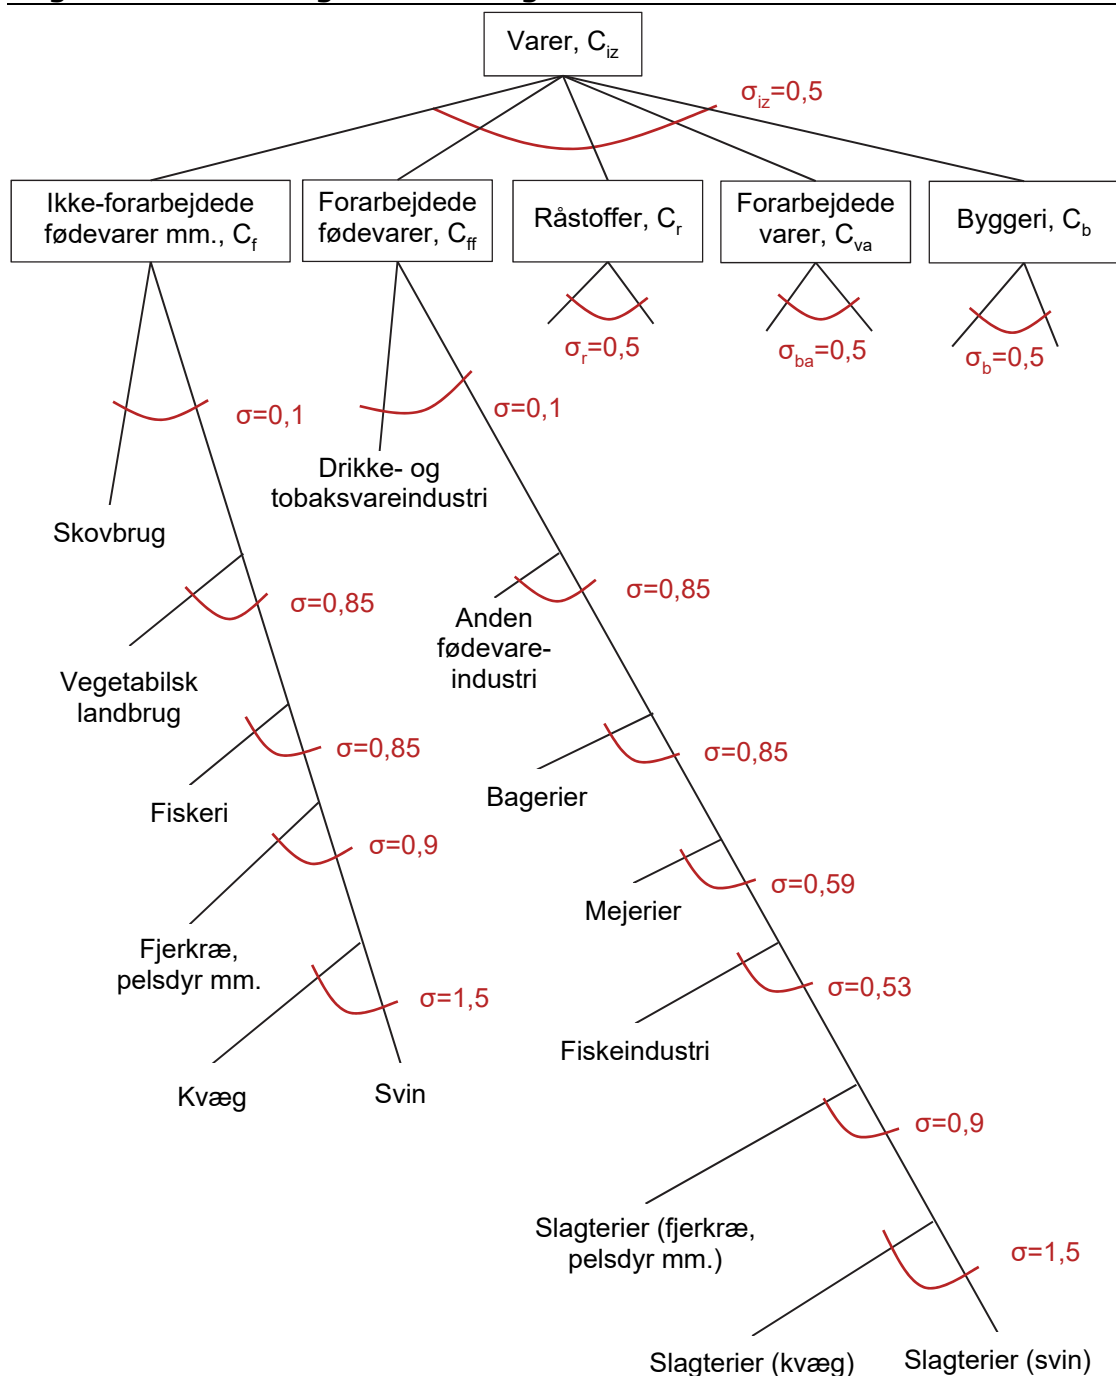 Varer, C_iz
σ_iz=0,5
Ikke-forarbejdede
fødevarer mm., C_f
Forarbejdede
fødevarer, C_ff
Råstoffer, C_r
Forarbejdede
varer, C_va
Byggeri, C_b
σ_r=0,5
σ_ba=0,5
σ_b=0,5
σ=0,1
σ=0,1
Drikke- og
tobaksvareindustri
Skovbrug
σ=0,85
σ=0,85
Anden
fødevare-
industri
Vegetabilsk
landbrug
σ=0,85
σ=0,85
Bagerier
Fiskeri
σ=0,9
σ=0,59
Mejerier
Fjerkræ,
pelsdyr mm.
σ=1,5
σ=0,53
Fiskeindustri
Kvæg
Svin
σ=0,9
Slagterier (fjerkræ,
pelsdyr mm.)
σ=1,5
Slagterier (kvæg)
Slagterier (svin)